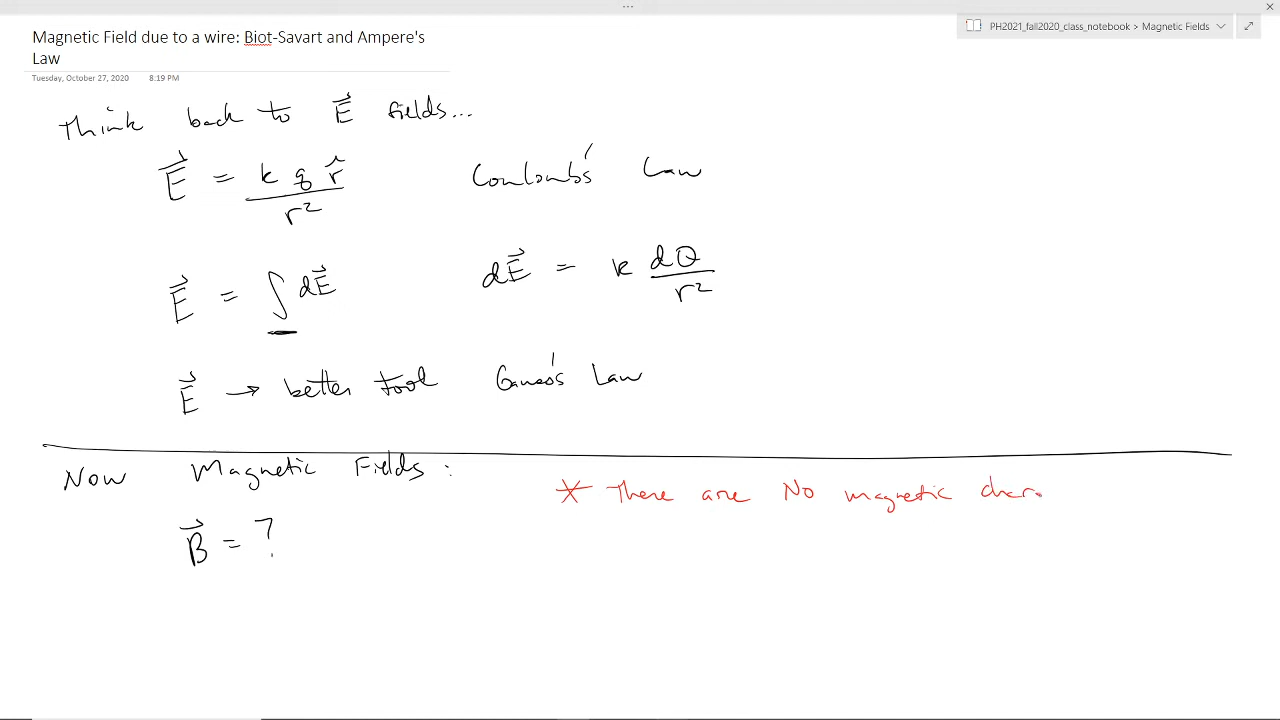 PH2021_fall2020_class_notebook > Magnetic Fields
Magnetic Field due to a wire: Biot-Savart and Ampere's
Law
Tuesday, October 27, 2020 8:19 PM
Think back to E⃗ fields...
E⃗ = k q r̂ / r² Coulomb's Law
E⃗ = ∫ dE⃗ dE⃗ = k dQ / r²
E⃗ → better tool Gauss's Law
Now Magnetic Fields :
* There are No magnetic char
B⃗ = ?